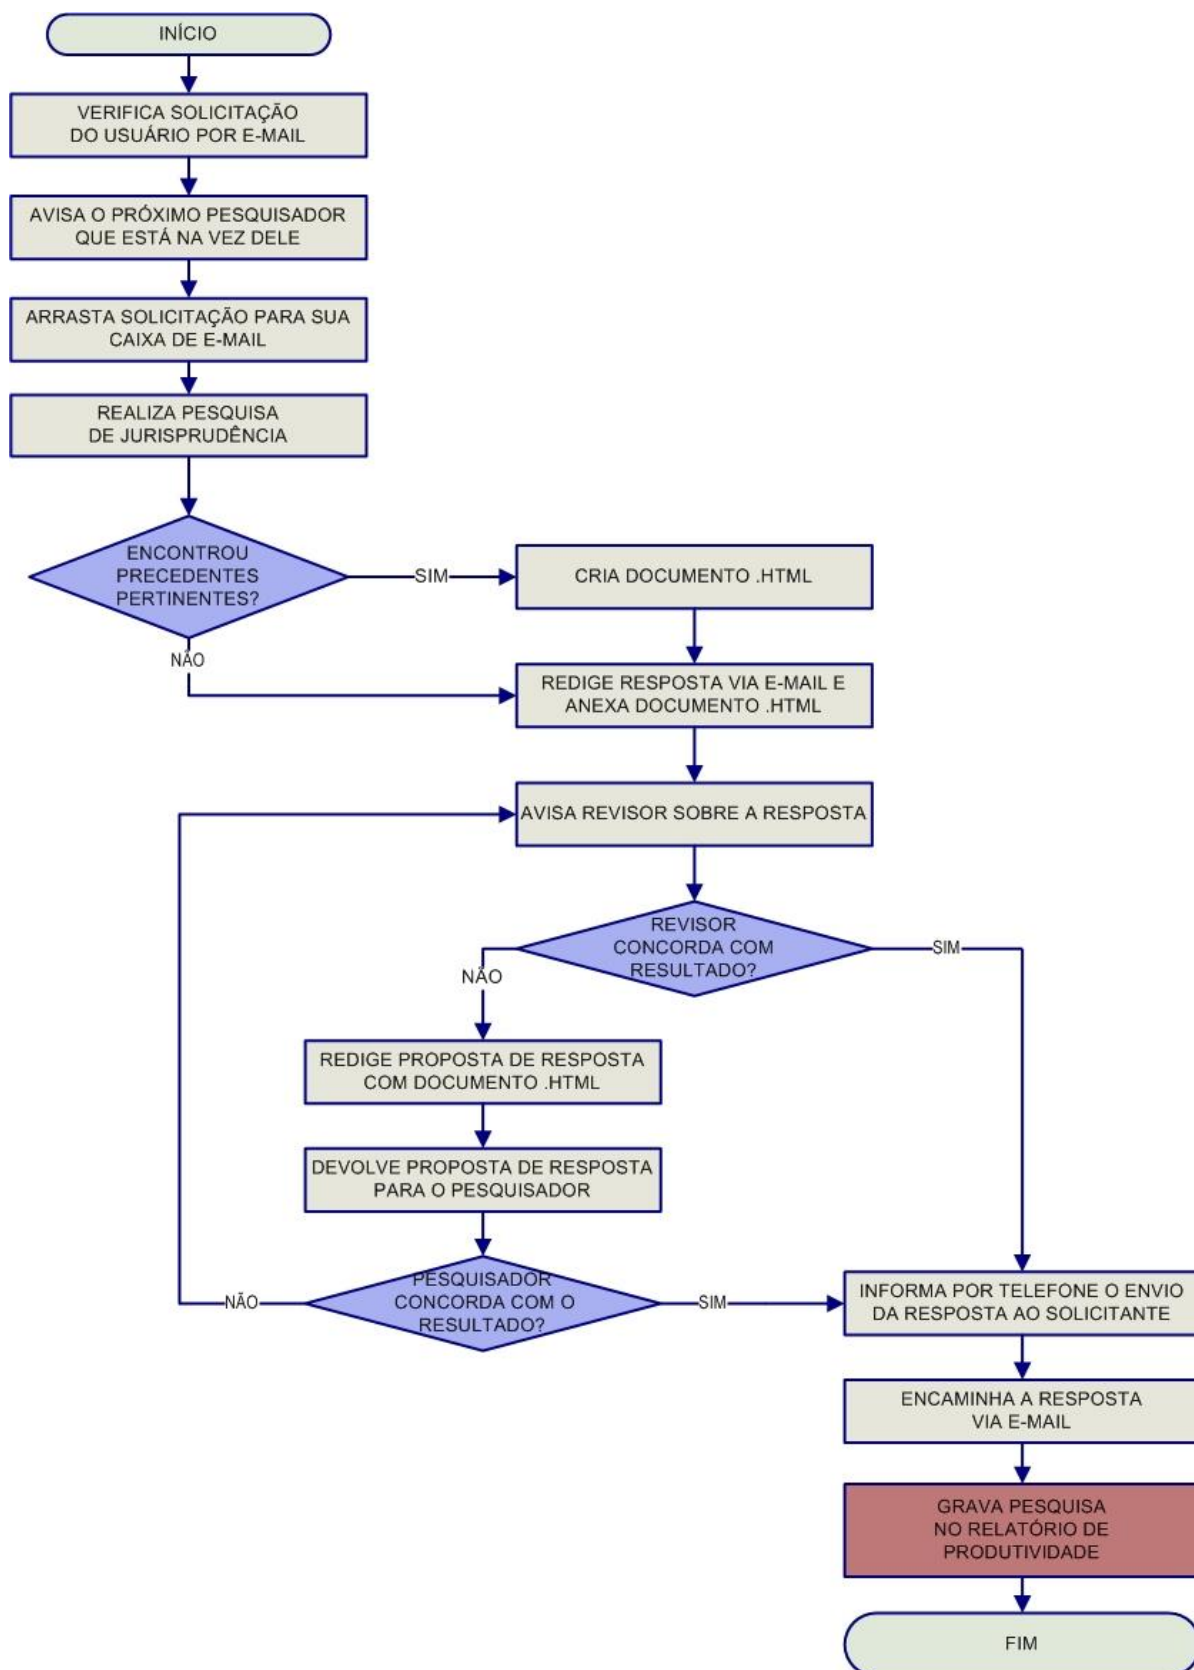 INÍCIO
VERIFICA SOLICITAÇÃO
DO USUÁRIO POR E-MAIL
AVISA O PRÓXIMO PESQUISADOR
QUE ESTÁ NA VEZ DELE
ARRASTA SOLICITAÇÃO PARA SUA
CAIXA DE E-MAIL
REALIZA PESQUISA
DE JURISPRUDÊNCIA
ENCONTROU
PRECEDENTES
PERTINENTES?
SIM
CRIA DOCUMENTO .HTML
NÃO
REDIGE RESPOSTA VIA E-MAIL E
ANEXA DOCUMENTO .HTML
AVISA REVISOR SOBRE A RESPOSTA
REVISOR
CONCORDA COM
RESULTADO?
SIM
NÃO
REDIGE PROPOSTA DE RESPOSTA
COM DOCUMENTO .HTML
DEVOLVE PROPOSTA DE RESPOSTA
PARA O PESQUISADOR
PESQUISADOR
CONCORDA COM O
RESULTADO?
NÃO
SIM
INFORMA POR TELEFONE O ENVIO
DA RESPOSTA AO SOLICITANTE
ENCAMINHA A RESPOSTA
VIA E-MAIL
GRAVA PESQUISA
NO RELATÓRIO DE
PRODUTIVIDADE
FIM